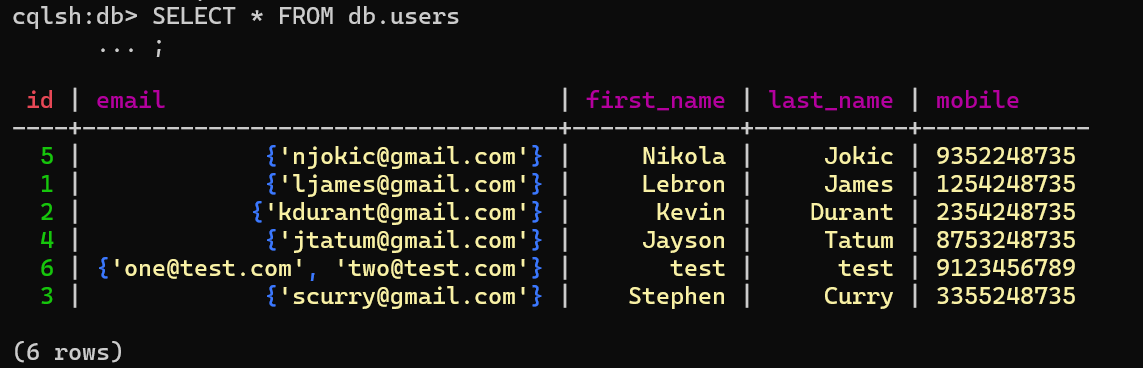 cqlsh:db> SELECT * FROM db.users
... ;
id | email | first_name | last_name | mobile
----+-----------------------------------+------------+-----------+------------
5 | {'njokic@gmail.com'} | Nikola | Jokic | 9352248735
1 | {'ljames@gmail.com'} | Lebron | James | 1254248735
2 | {'kdurant@gmail.com'} | Kevin | Durant | 2354248735
4 | {'jtatum@gmail.com'} | Jayson | Tatum | 8753248735
6 | {'one@test.com', 'two@test.com'} | test | test | 9123456789
3 | {'scurry@gmail.com'} | Stephen | Curry | 3355248735
(6 rows)